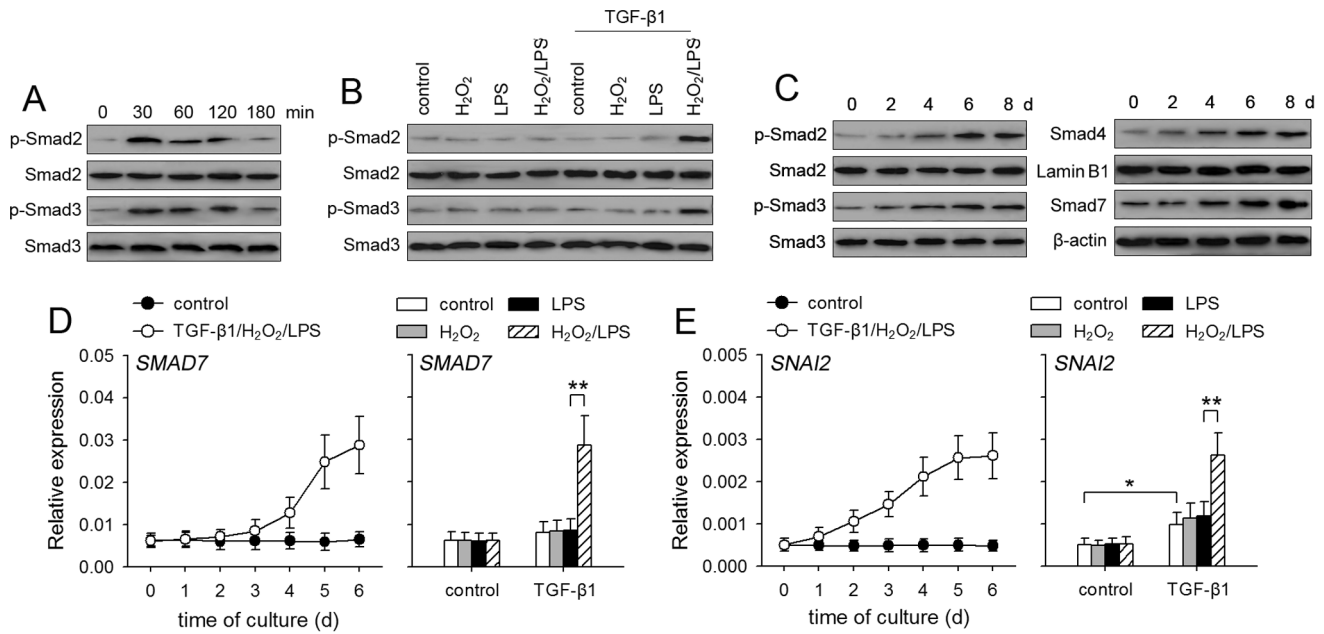 TGF-β1
A
0 30 60 120 180 min
p-Smad2
Smad2
p-Smad3
Smad3
B
control H₂O₂ LPS H₂O₂/LPS control H₂O₂ LPS H₂O₂/LPS
p-Smad2
Smad2
p-Smad3
Smad3
C
0 2 4 6 8 d
p-Smad2
Smad2
p-Smad3
Smad3
0 2 4 6 8 d
Smad4
Lamin B1
Smad7
β-actin
D
control
TGF-β1/H₂O₂/LPS
control LPS
H₂O₂ H₂O₂/LPS
SMAD7
Relative expression
0.05
0.04
0.03
0.02
0.01
0.00
0 1 2 3 4 5 6
time of culture (d)
SMAD7
**
control TGF-β1
E
control
TGF-β1/H₂O₂/LPS
control LPS
H₂O₂ H₂O₂/LPS
SNAI2
Relative expression
0.005
0.004
0.003
0.002
0.001
0.000
0 1 2 3 4 5 6
time of culture (d)
SNAI2
**
*
control TGF-β1